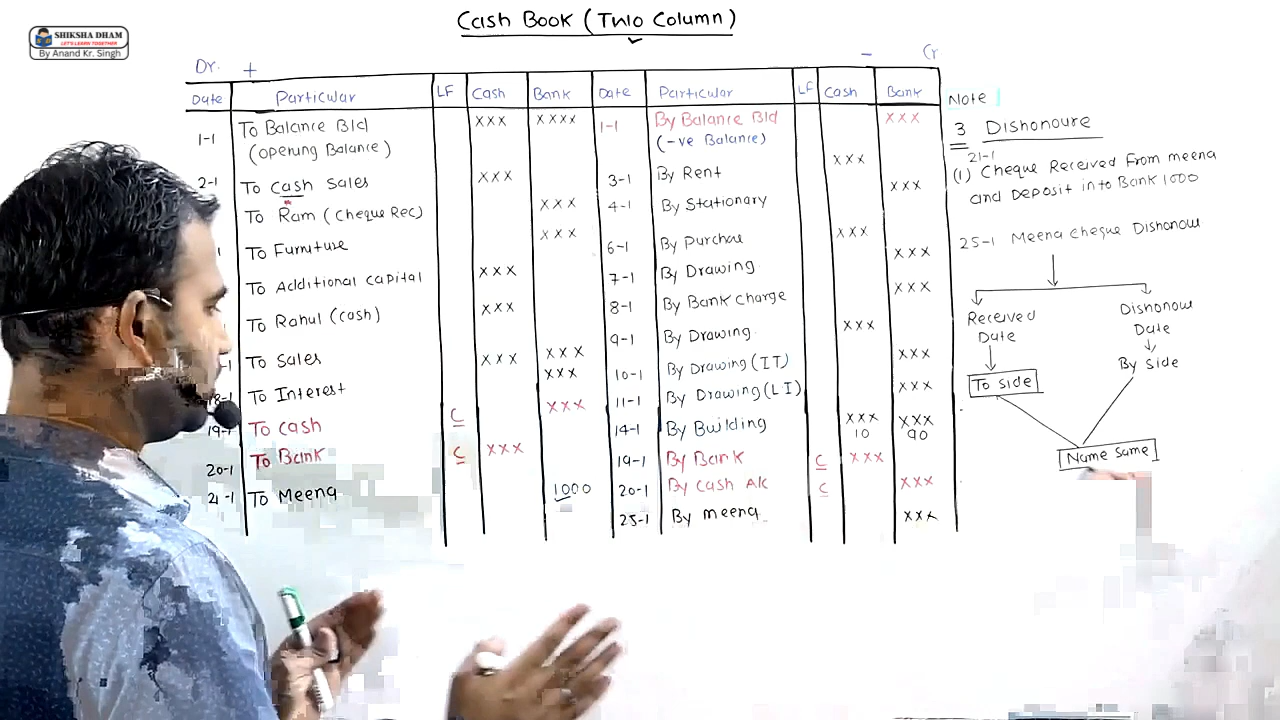 SHIKSHA DHAM
LET'S LEARN TOGETHER
By Anand Kr. Singh
Cash Book (Two Column)
Dr. +
- Cr
Date Particular LF Cash Bank Date Particular LF Cash Bank
1-1 To Balance Bld xxx xxxx 1-1 By Balance Bld xxx
(opening Balance) (-ve Balance)
2-1 To cash Sales xxx 3-1 By Rent xxx
To Ram (Cheque Rec) xxx 4-1 By Stationary xxx
To Furniture xxx 6-1 By Purchase xxx
To Additional capital xxx 7-1 By Drawing xxx
To Rahul (cash) xxx 8-1 By Bank charge xxx
9-1 By Drawing xxx
To Sales xxx xxx 10-1 By Drawing (IT) xxx
18-1 To Interest xxx 11-1 By Drawing (LI) xxx
19-1 To cash C xxx 14-1 By Building xxx xxx
10 90
20-1 To Bank C xxx 19-1 By Bank C xxx
21-1 To Meena 1000 20-1 By cash A/c C xxx
25-1 By meena xxx
Note
3 Dishonoure
21-1
(1) Cheque Received From meena
and Deposit into Bank 1000
25-1 Meena cheque Dishonour
Received Date
Dishonour Date
To side
By side
Name Same